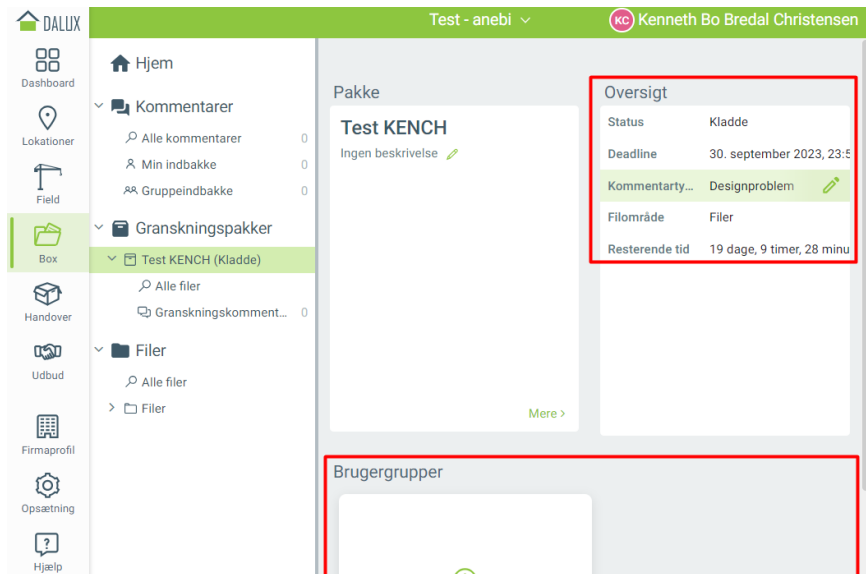 DALUX
Test - anebi
KC Kenneth Bo Bredal Christensen
Dashboard
Lokationer
Field
Box
Handover
Udbud
Firmaprofil
Opsætning
Hjælp
Hjem
Kommentarer
Alle kommentarer 0
Min indbakke 0
Gruppeindbakke 0
Granskningspakker
Test KENCH (Kladde)
Alle filer
Granskningskomment... 0
Filer
Alle filer
Filer
Pakke
Test KENCH
Ingen beskrivelse
Mere >
Oversigt
Status Kladde
Deadline 30. september 2023, 23:5
Kommentarty... Designproblem
Filområde Filer
Resterende tid 19 dage, 9 timer, 28 minu
Brugergrupper